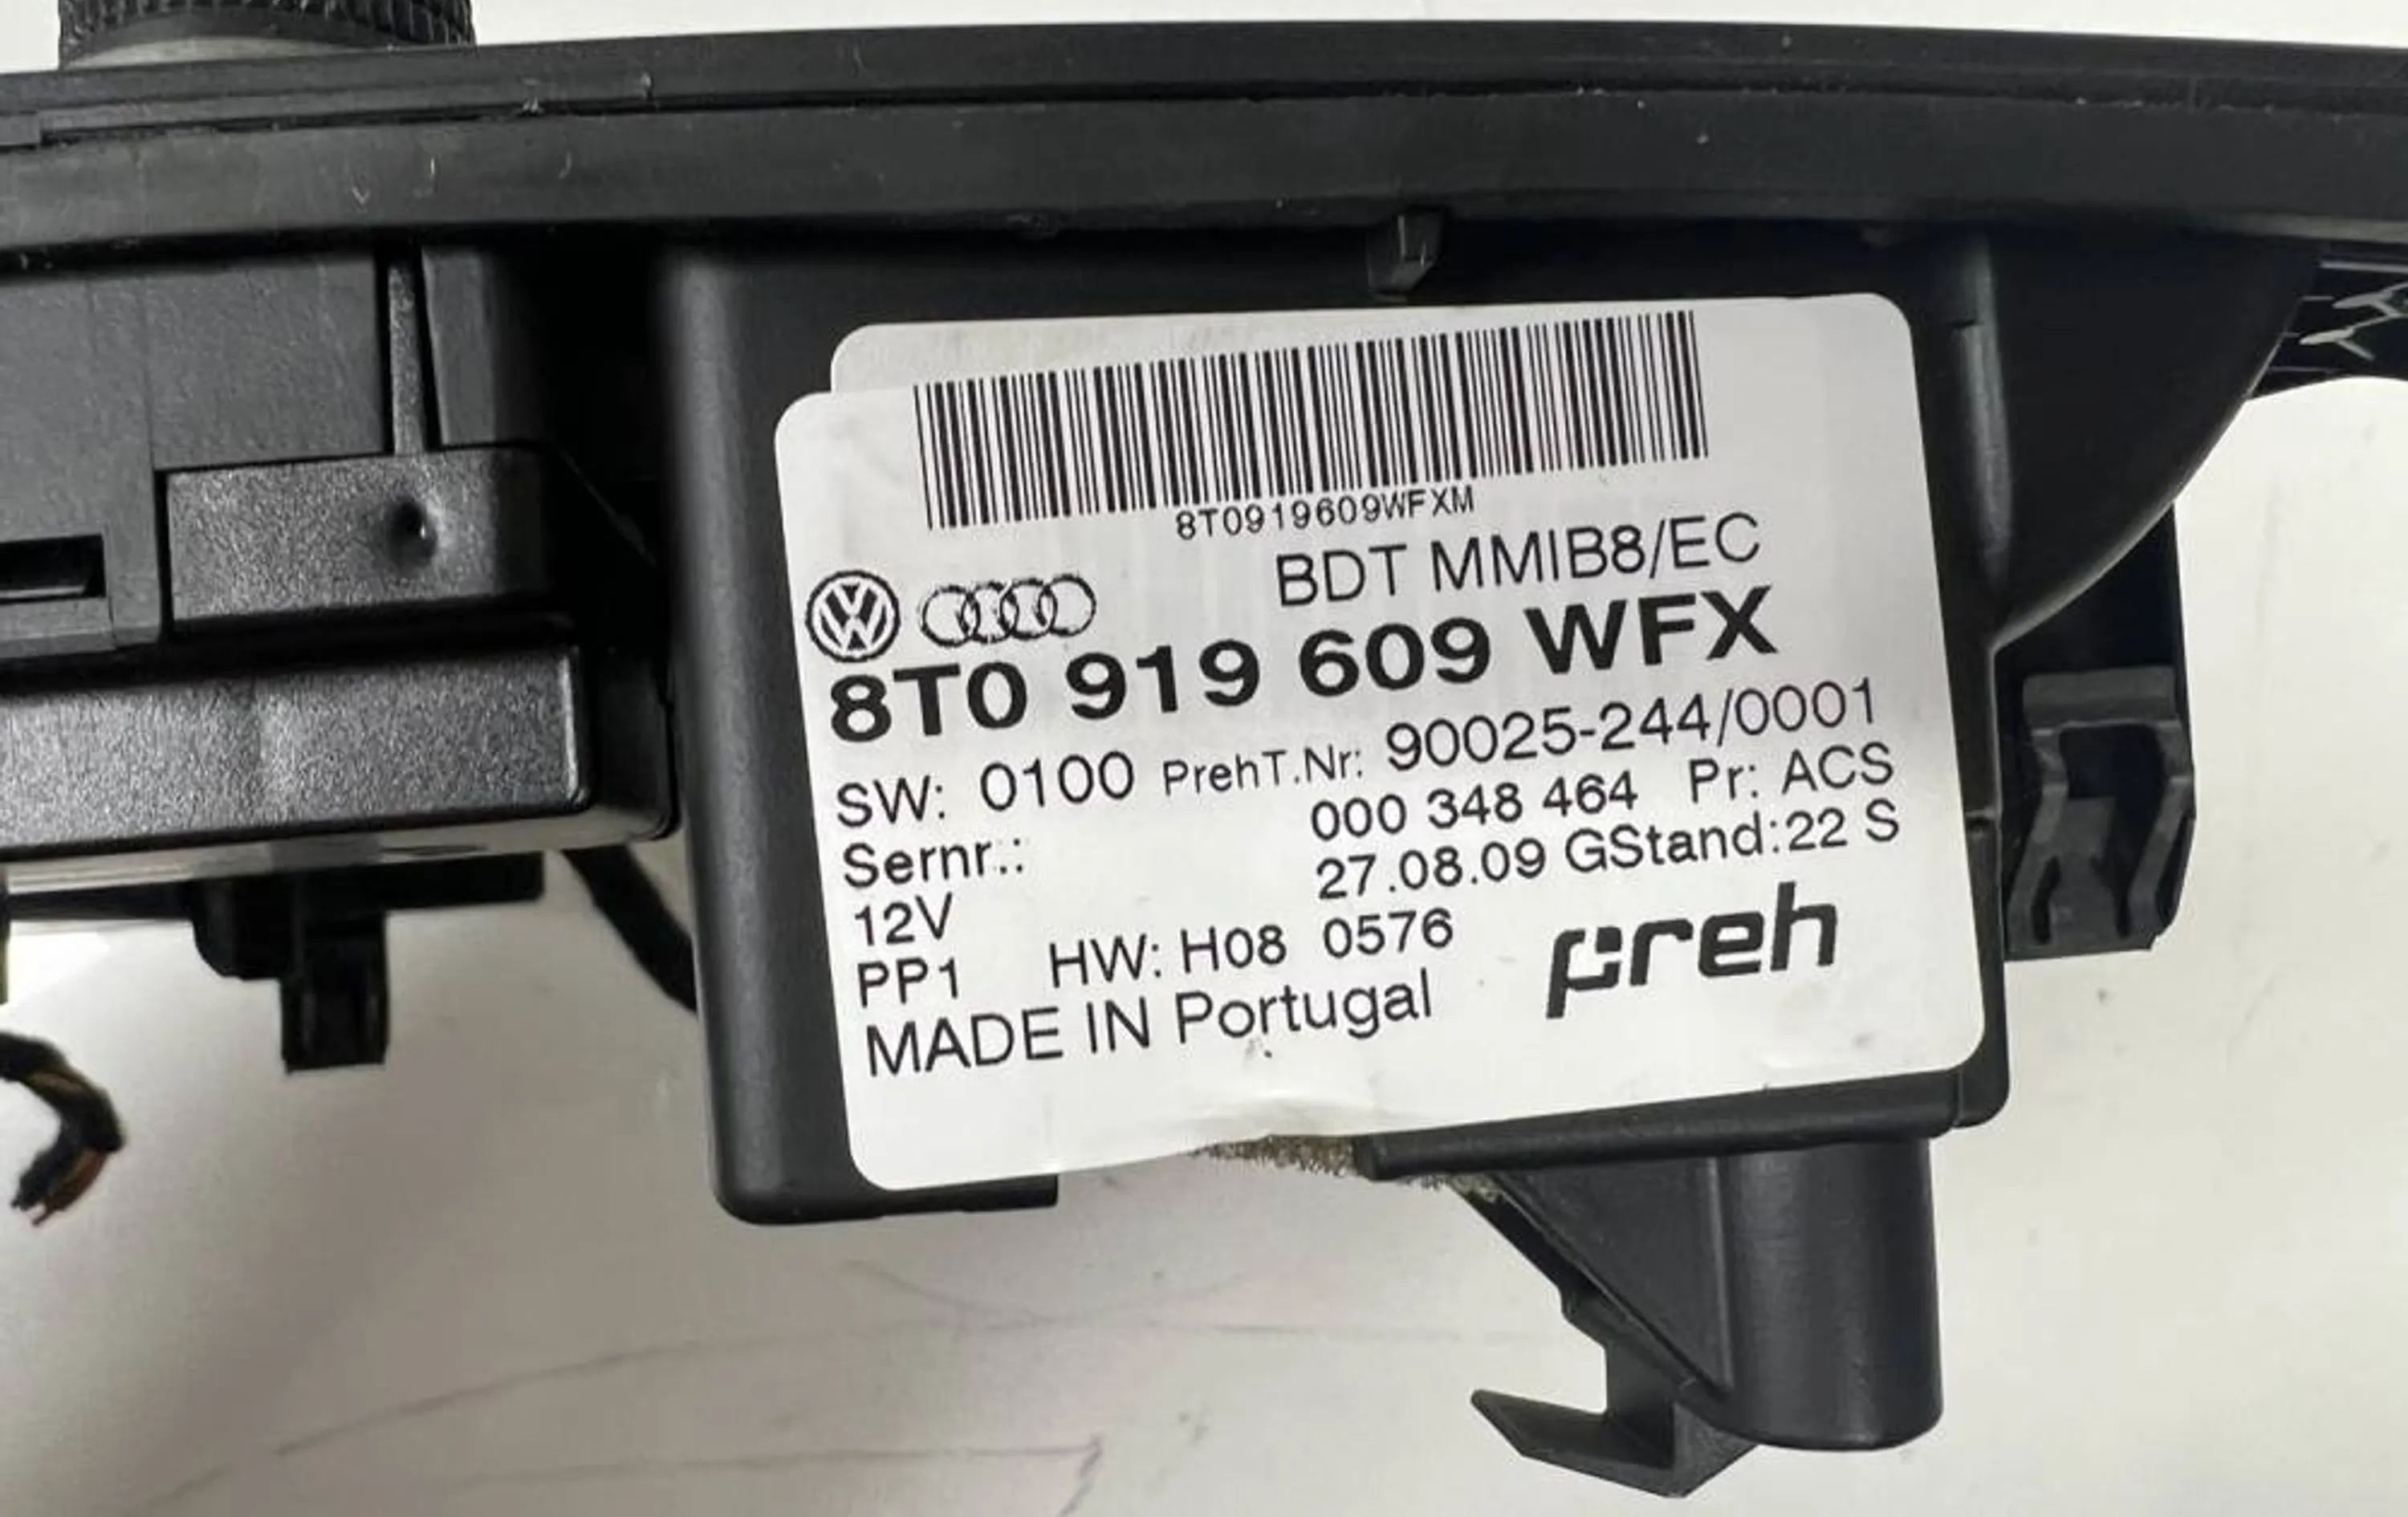 8T0919609WFXM
BDT MMIB8/EC
8T0 919 609 WFX
SW: 0100 PrehT.Nr: 90025-244/0001
Sernr.: 000 348 464 Pr: ACS
12V 27.08.09 GStand:22 S
PP1 HW: H08 0576
MADE IN Portugal preh